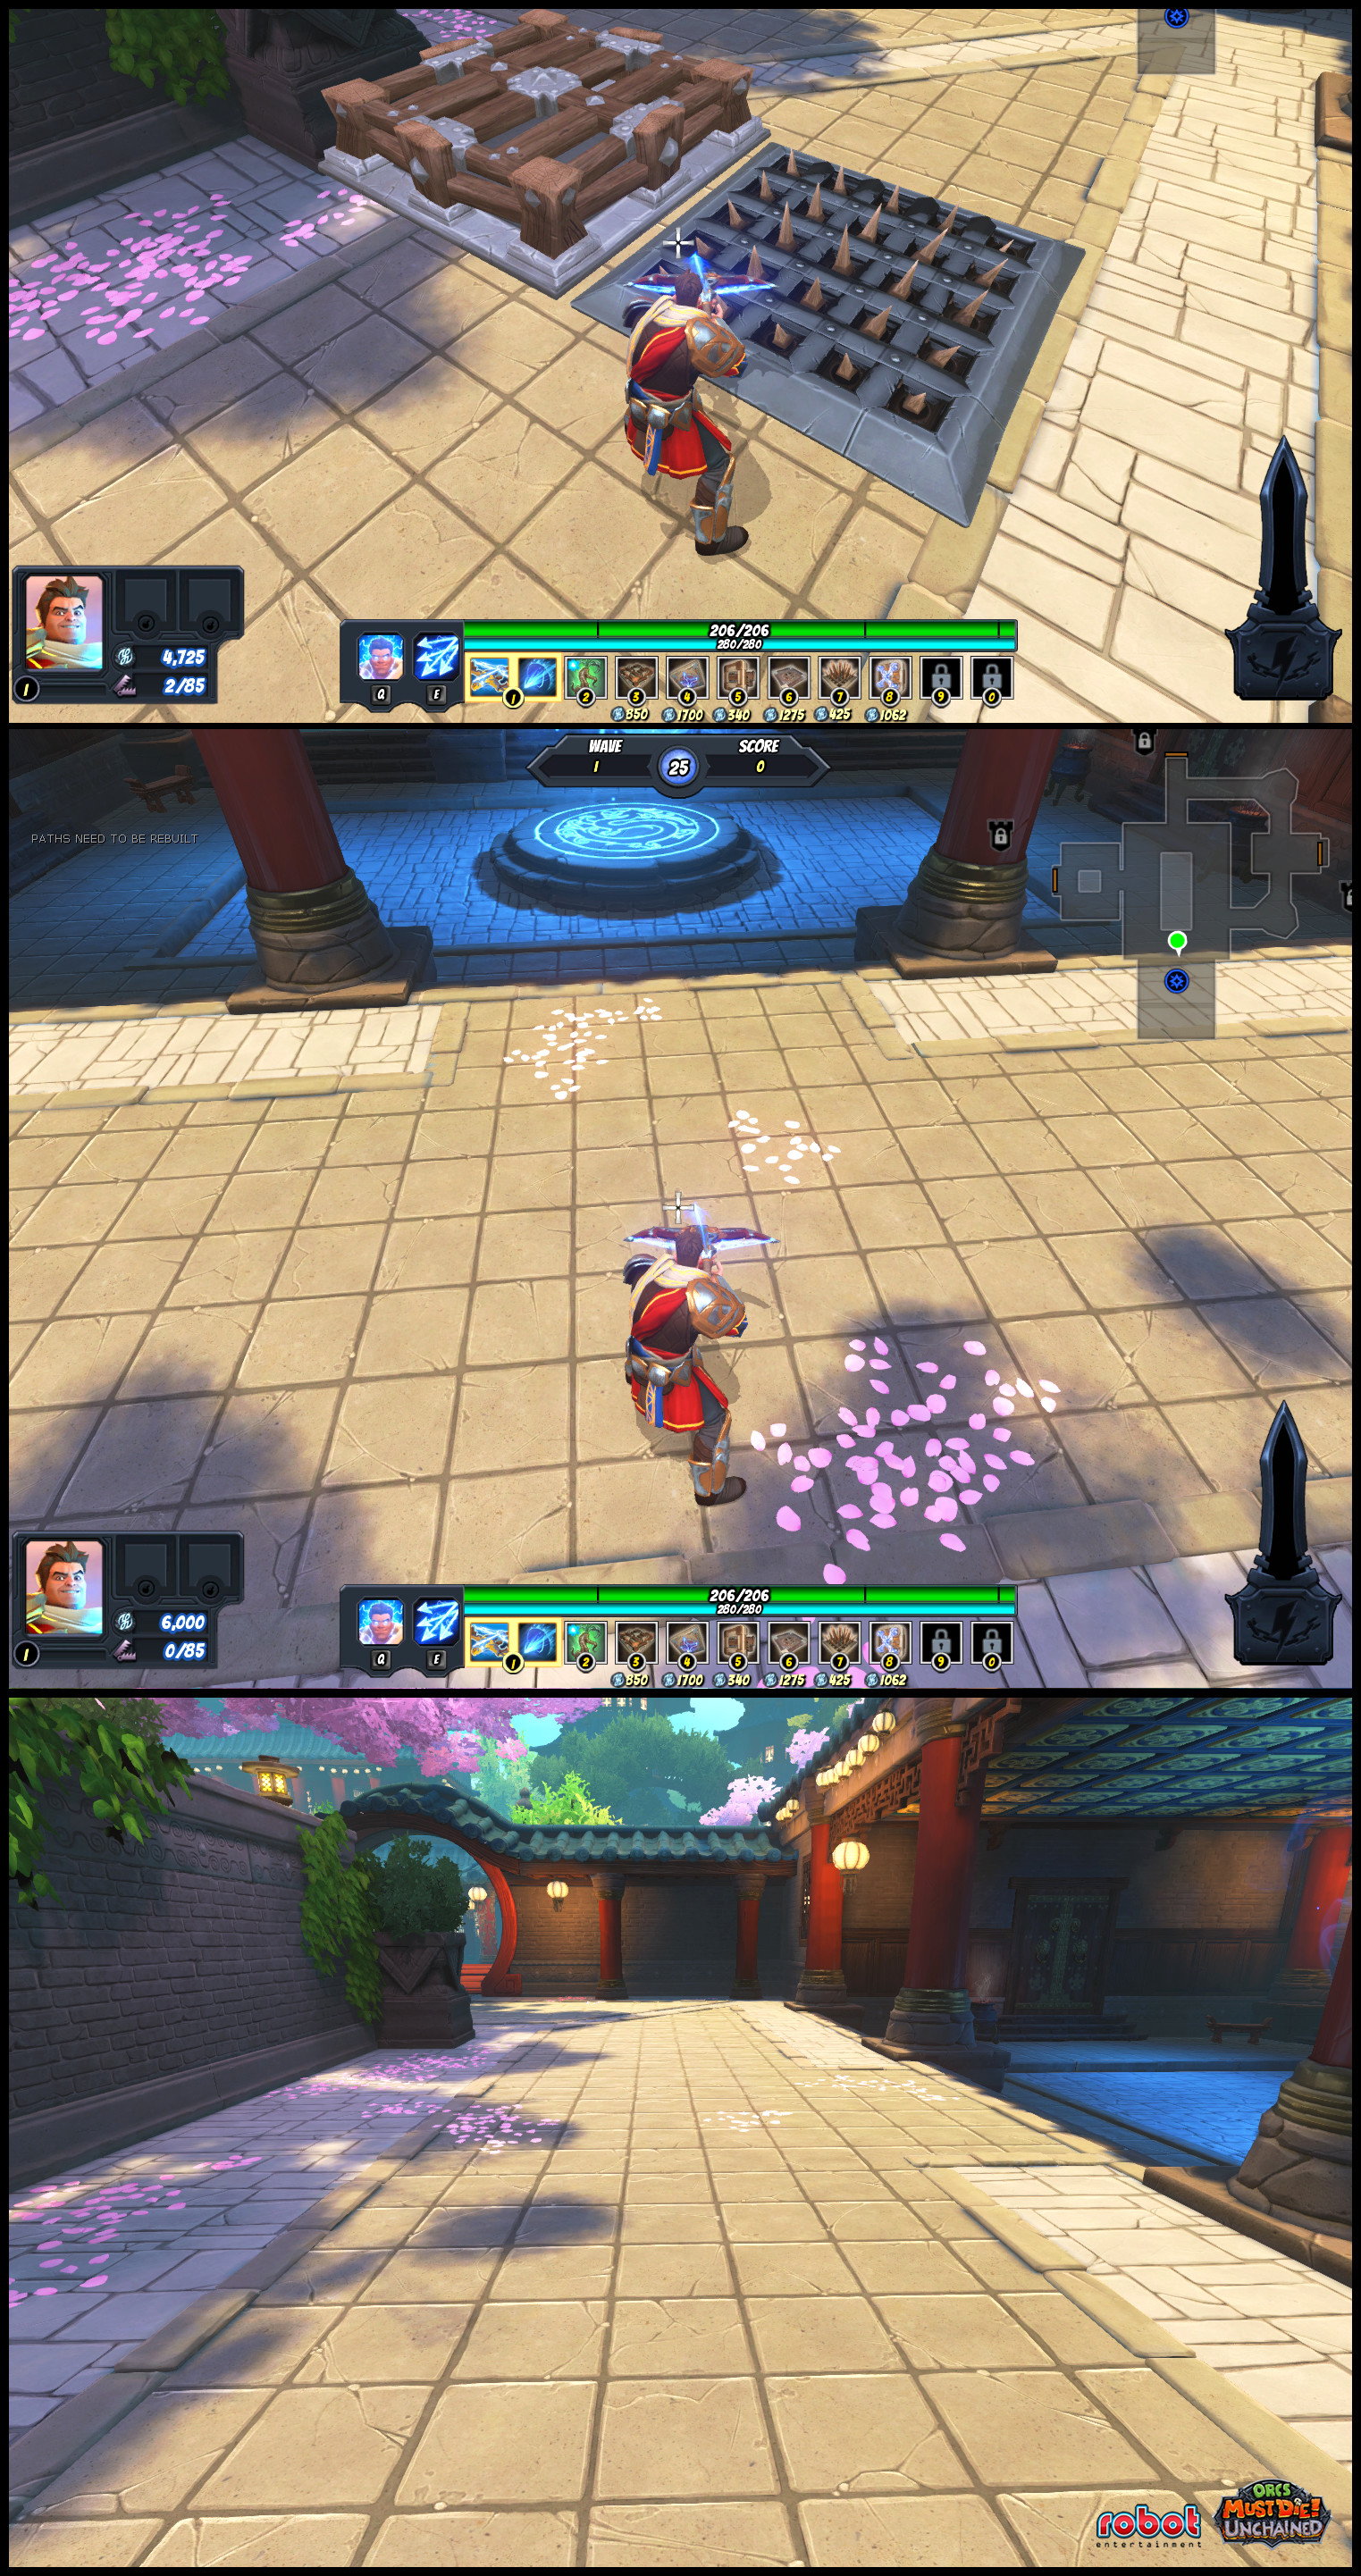 4,725
1
2/85
206/206
280/280
Q E 1 2 3 4 5 6 7 8 9 0
850 1700 340 1275 425 1062
WAVE 25 SCORE
1 0
PATHS NEED TO BE REBUILT
6,000
1
0/85
206/206
280/280
Q E 1 2 3 4 5 6 7 8 9 0
850 1700 340 1275 425 1062
robot
entertainment
ORCS
MUST DIE!
UNCHAINED